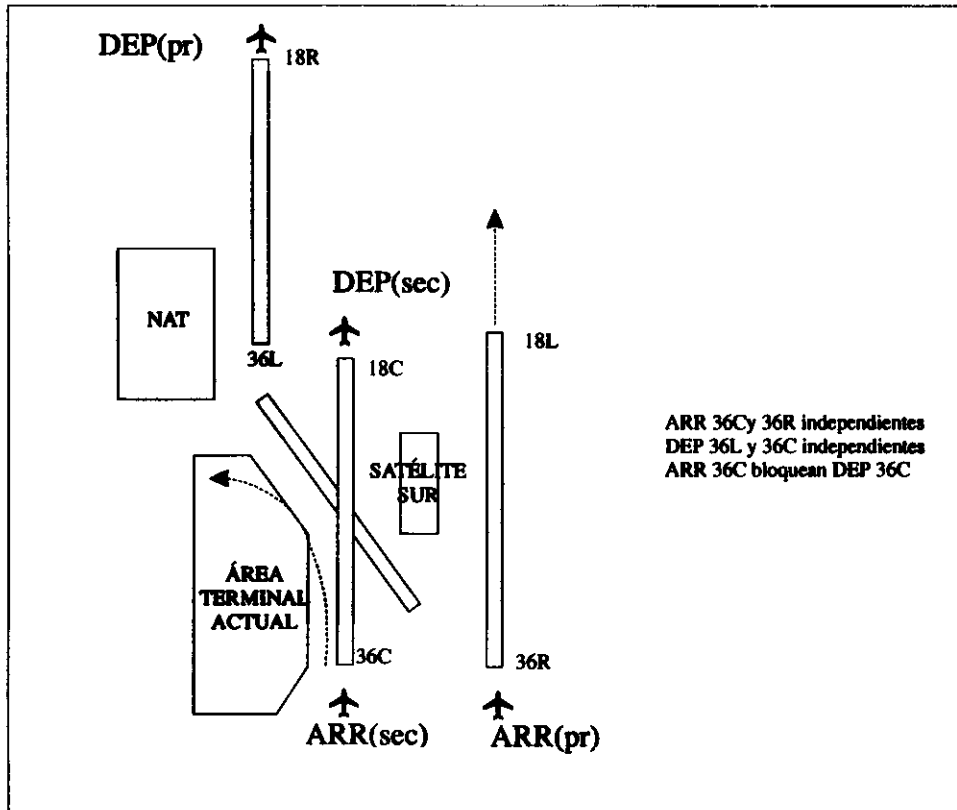 DEP(pr)
18R
NAT
DEP(sec)
36L
18C
18L
ARR 36Cy 36R independientes
DEP 36L y 36C independientes
ARR 36C bloquean DEP 36C
SATÉLITE
SUR
ÁREA
TERMINAL
ACTUAL
36C
36R
ARR(sec)
ARR(pr)